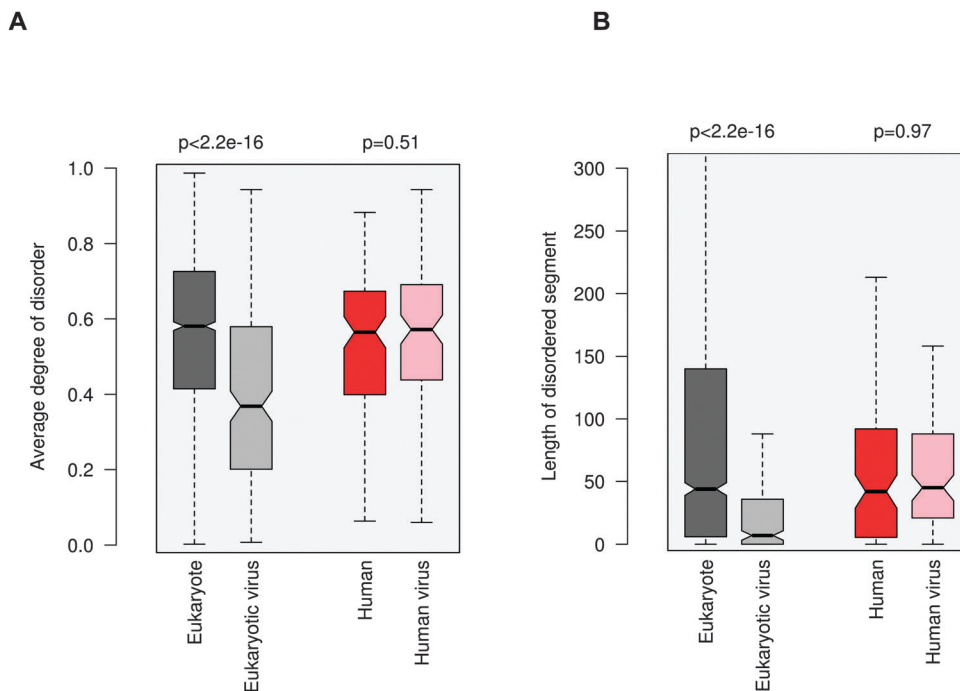 A
p<2.2e-16 p=0.51
Average degree of disorder
1.0
0.8
0.6
0.4
0.2
0.0
Eukaryote
Eukaryotic virus
Human
Human virus
B
p<2.2e-16 p=0.97
Length of disordered segment
300
250
200
150
100
50
0
Eukaryote
Eukaryotic virus
Human
Human virus